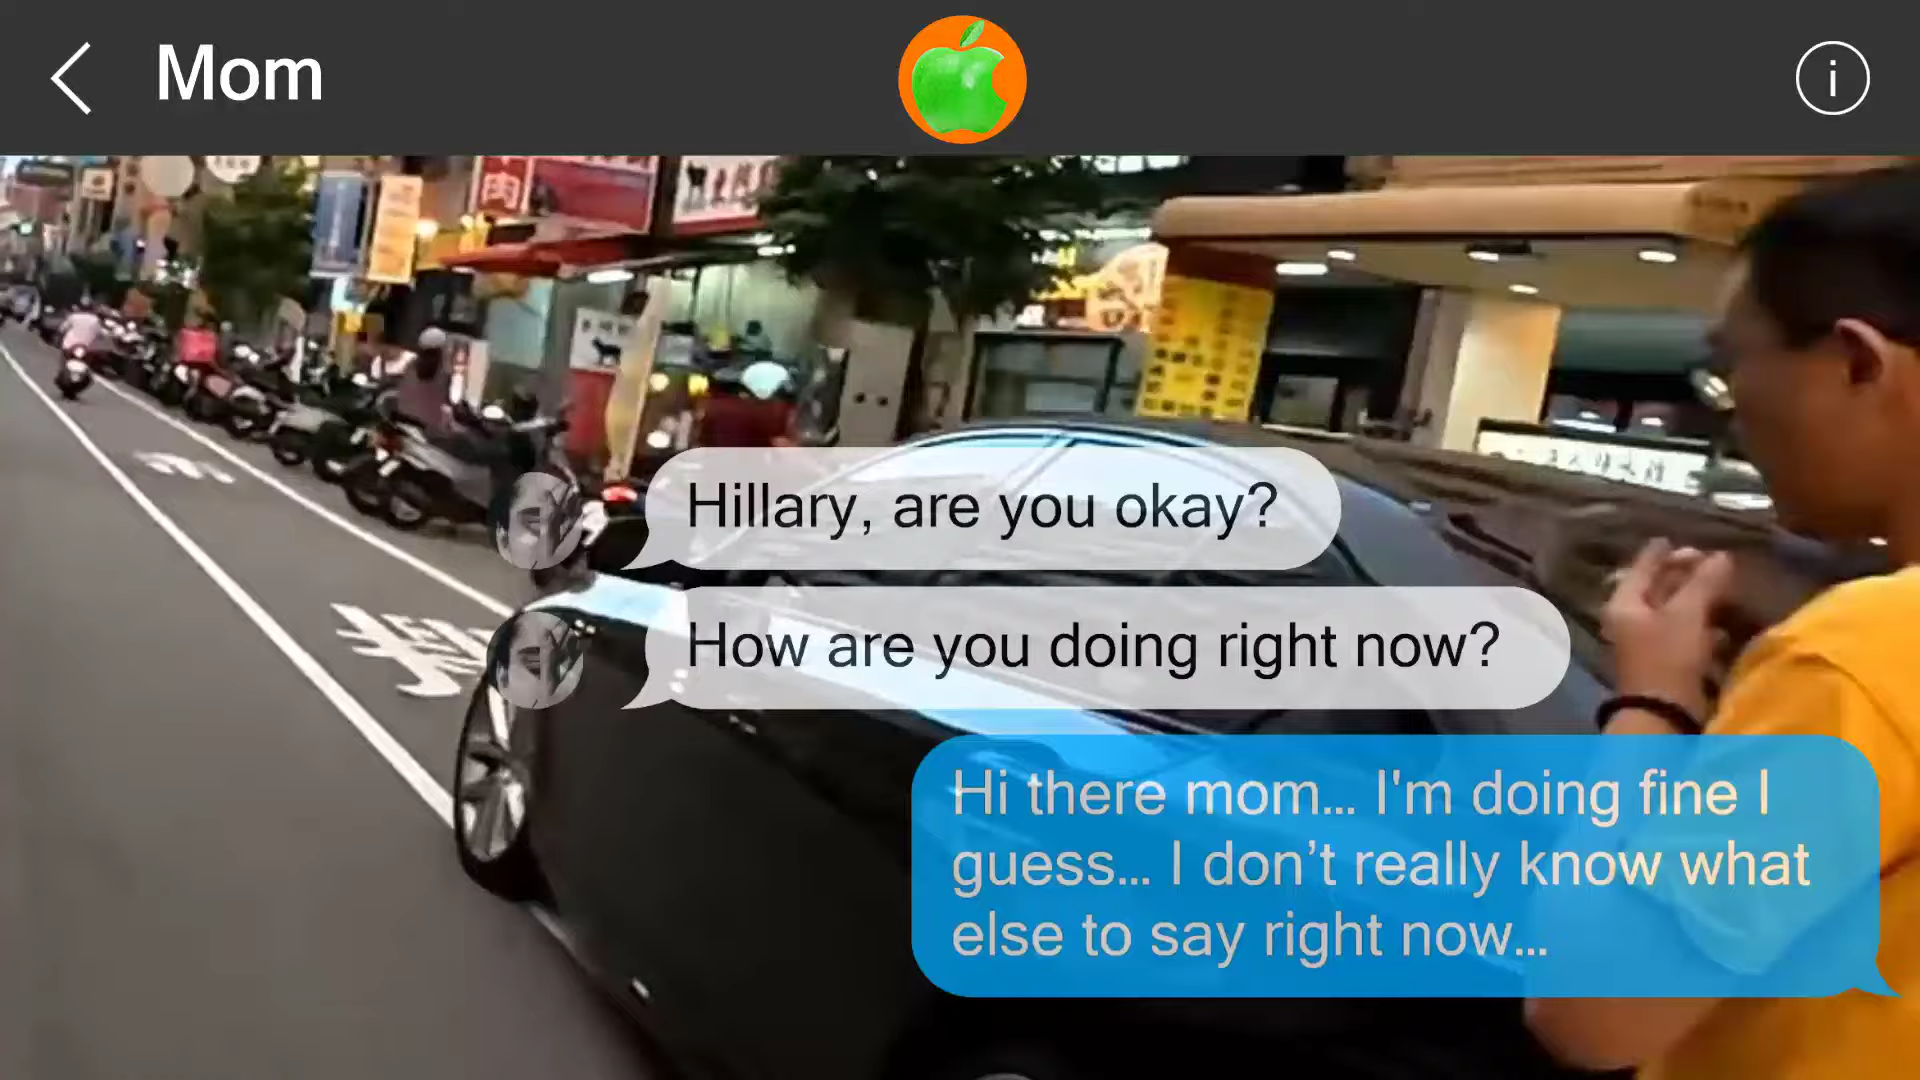 Mom
i
肉
Hillary, are you okay?
How are you doing right now?
Hi there mom... I'm doing fine I
guess... I don’t really know what
else to say right now...